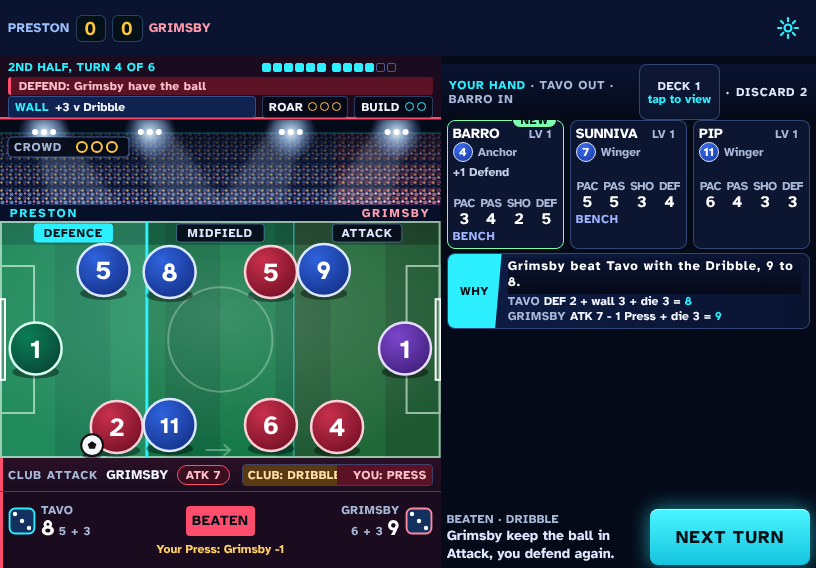 PRESTON 0 0 GRIMSBY
2ND HALF, TURN 4 OF 6
DEFEND: Grimsby have the ball
WALL +3 v Dribble ROAR BUILD
CROWD
PRESTON GRIMSBY
DEFENCE MIDFIELD ATTACK
5 8 5 9
1 1
2 11 6 4
CLUB ATTACK GRIMSBY ATK 7 CLUB: DRIBBLE YOU: PRESS
TAVO
8 5 + 3
BEATEN
GRIMSBY
6 + 3 9
Your Press: Grimsby -1
YOUR HAND · TAVO OUT ·
BARRO IN
DECK 1
tap to view
· DISCARD 2
NEW
BARRO LV 1
4 Anchor
+1 Defend
PAC PAS SHO DEF
3 4 2 5
BENCH
SUNNIVA LV 1
7 Winger
PAC PAS SHO DEF
5 5 3 4
BENCH
PIP LV 1
11 Winger
PAC PAS SHO DEF
6 4 3 3
WHY
Grimsby beat Tavo with the Dribble, 9 to
8.
TAVO DEF 2 + wall 3 + die 3 = 8
GRIMSBY ATK 7 - 1 Press + die 3 = 9
BEATEN · DRIBBLE
Grimsby keep the ball in
Attack, you defend again.
NEXT TURN